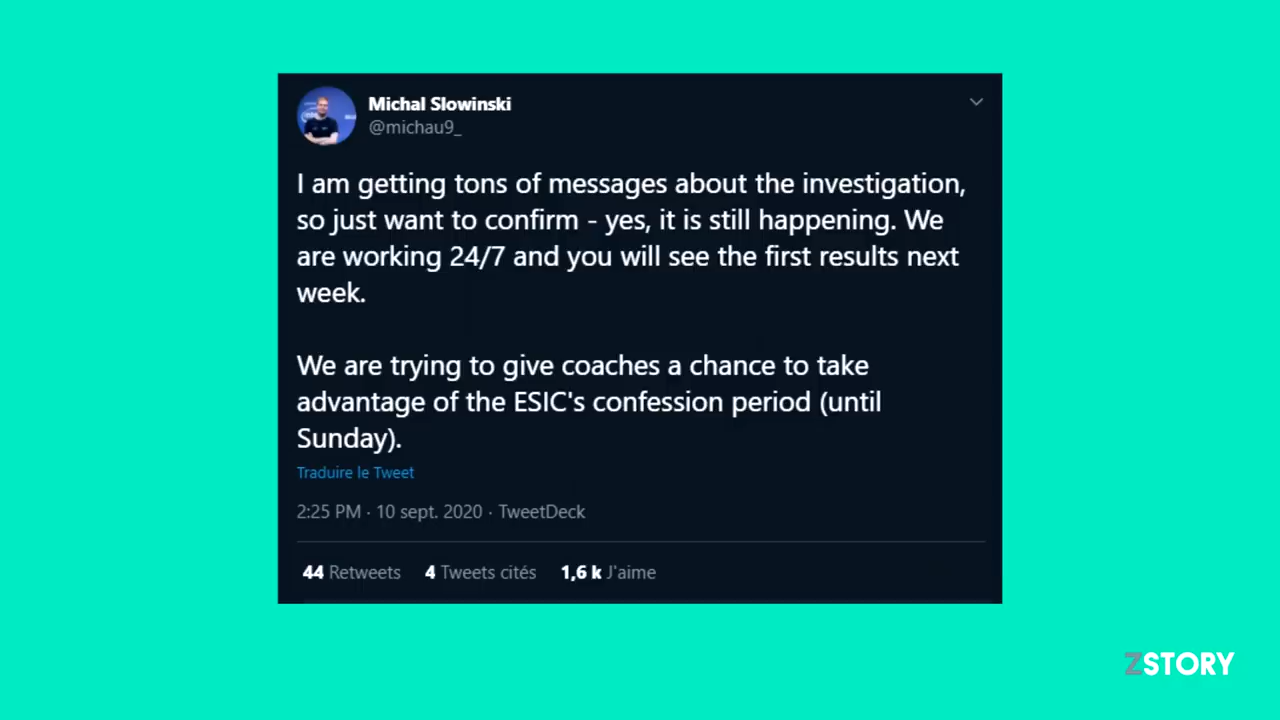 Michal Slowinski
@michau9_
I am getting tons of messages about the investigation,
so just want to confirm - yes, it is still happening. We
are working 24/7 and you will see the first results next
week.
We are trying to give coaches a chance to take
advantage of the ESIC's confession period (until
Sunday).
Traduire le Tweet
2:25 PM · 10 sept. 2020 · TweetDeck
44 Retweets 4 Tweets cités 1,6 k J'aime
ZSTORY